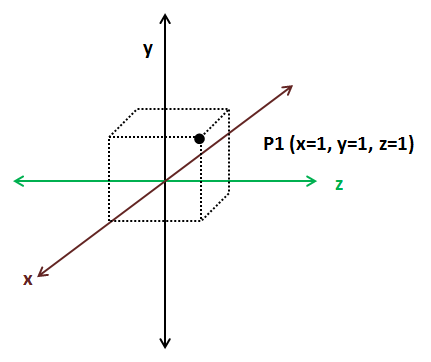 y
P1 (x=1, y=1, z=1)
z
x